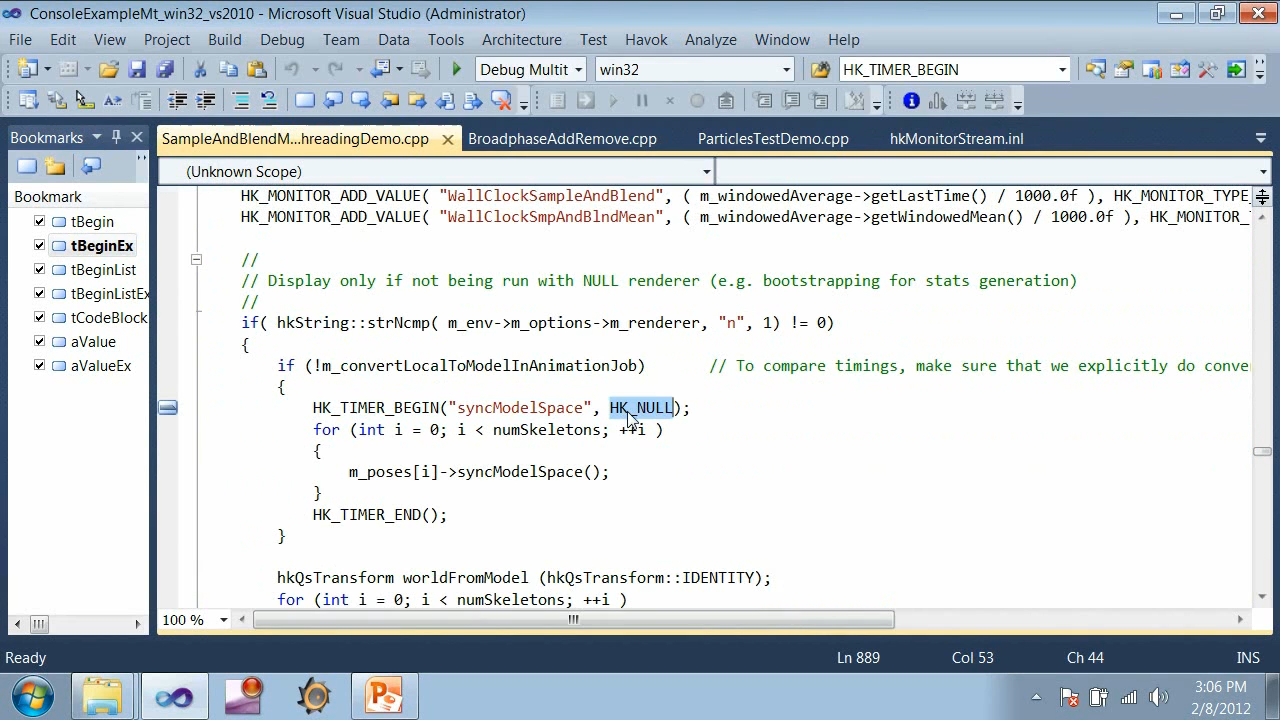 ConsoleExampleMt_win32_vs2010 - Microsoft Visual Studio (Administrator)
File Edit View Project Build Debug Team Data Tools Architecture Test Havok Analyze Window Help
Debug Multit win32 HK_TIMER_BEGIN
Bookmarks
SampleAndBlendM...hreadingDemo.cpp BroadphaseAddRemove.cpp ParticlesTestDemo.cpp hkMonitorStream.inl
(Unknown Scope)
Bookmark
tBegin
tBeginEx
tBeginList
tBeginListEx
tCodeBlock
aValue
aValueEx
HK_MONITOR_ADD_VALUE( "WallClockSampleAndBlend", ( m_windowedAverage->getLastTime() / 1000.0f ), HK_MONITOR_TYPE_
HK_MONITOR_ADD_VALUE( "WallClockSmpAndBlndMean", ( m_windowedAverage->getWindowedMean() / 1000.0f ), HK_MONITOR_T
//
// Display only if not being run with NULL renderer (e.g. bootstrapping for stats generation)
//
if( hkString::strNcmp( m_env->m_options->m_renderer, "n", 1) != 0)
{
if (!m_convertLocalToModelInAnimationJob) // To compare timings, make sure that we explicitly do conve
{
HK_TIMER_BEGIN("syncModelSpace", HK_NULL);
for (int i = 0; i < numSkeletons; ++i )
{
m_poses[i]->syncModelSpace();
}
HK_TIMER_END();
}
hkQsTransform worldFromModel (hkQsTransform::IDENTITY);
for (int i = 0; i < numSkeletons; ++i )
100 %
Ready Ln 889 Col 53 Ch 44 INS
3:06 PM
2/8/2012